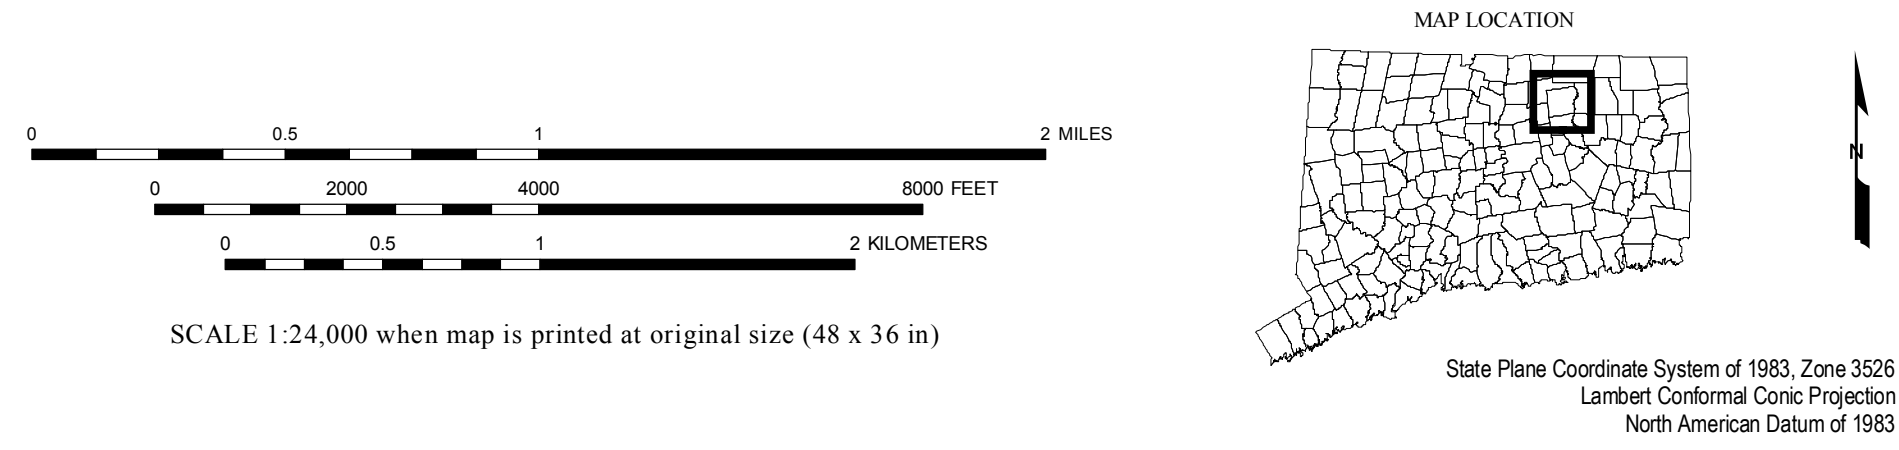 MAP LOCATION
0 0.5 1 2 MILES
0 2000 4000 8000 FEET
0 0.5 1 2 KILOMETERS
SCALE 1:24,000 when map is printed at original size (48 x 36 in)
N
State Plane Coordinate System of 1983, Zone 3526
Lambert Conformal Conic Projection
North American Datum of 1983